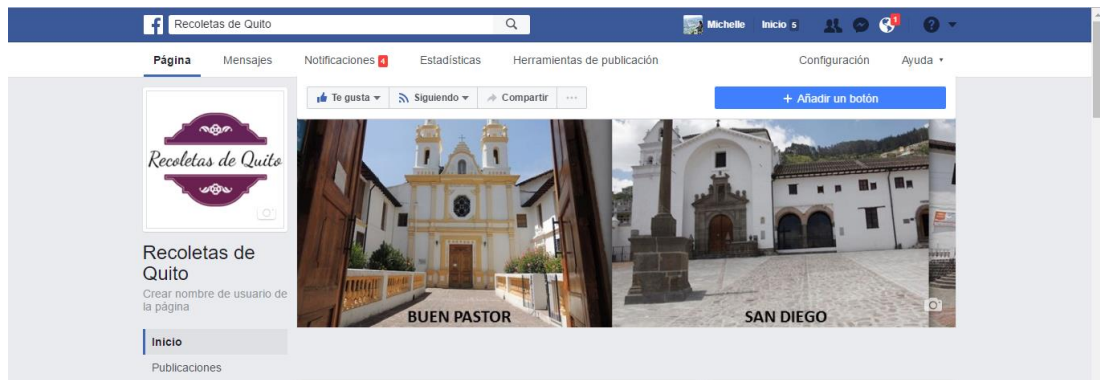 Recoletas de Quito
Michelle Inicio 5 1
Página Mensajes Notificaciones 4 Estadísticas Herramientas de publicación Configuración Ayuda
Te gusta Siguiendo Compartir ... + Añadir un botón
Recoletas de Quito
BUEN PASTOR SAN DIEGO
Recoletas de
Quito
Crear nombre de usuario de
la página
Inicio
Publicaciones